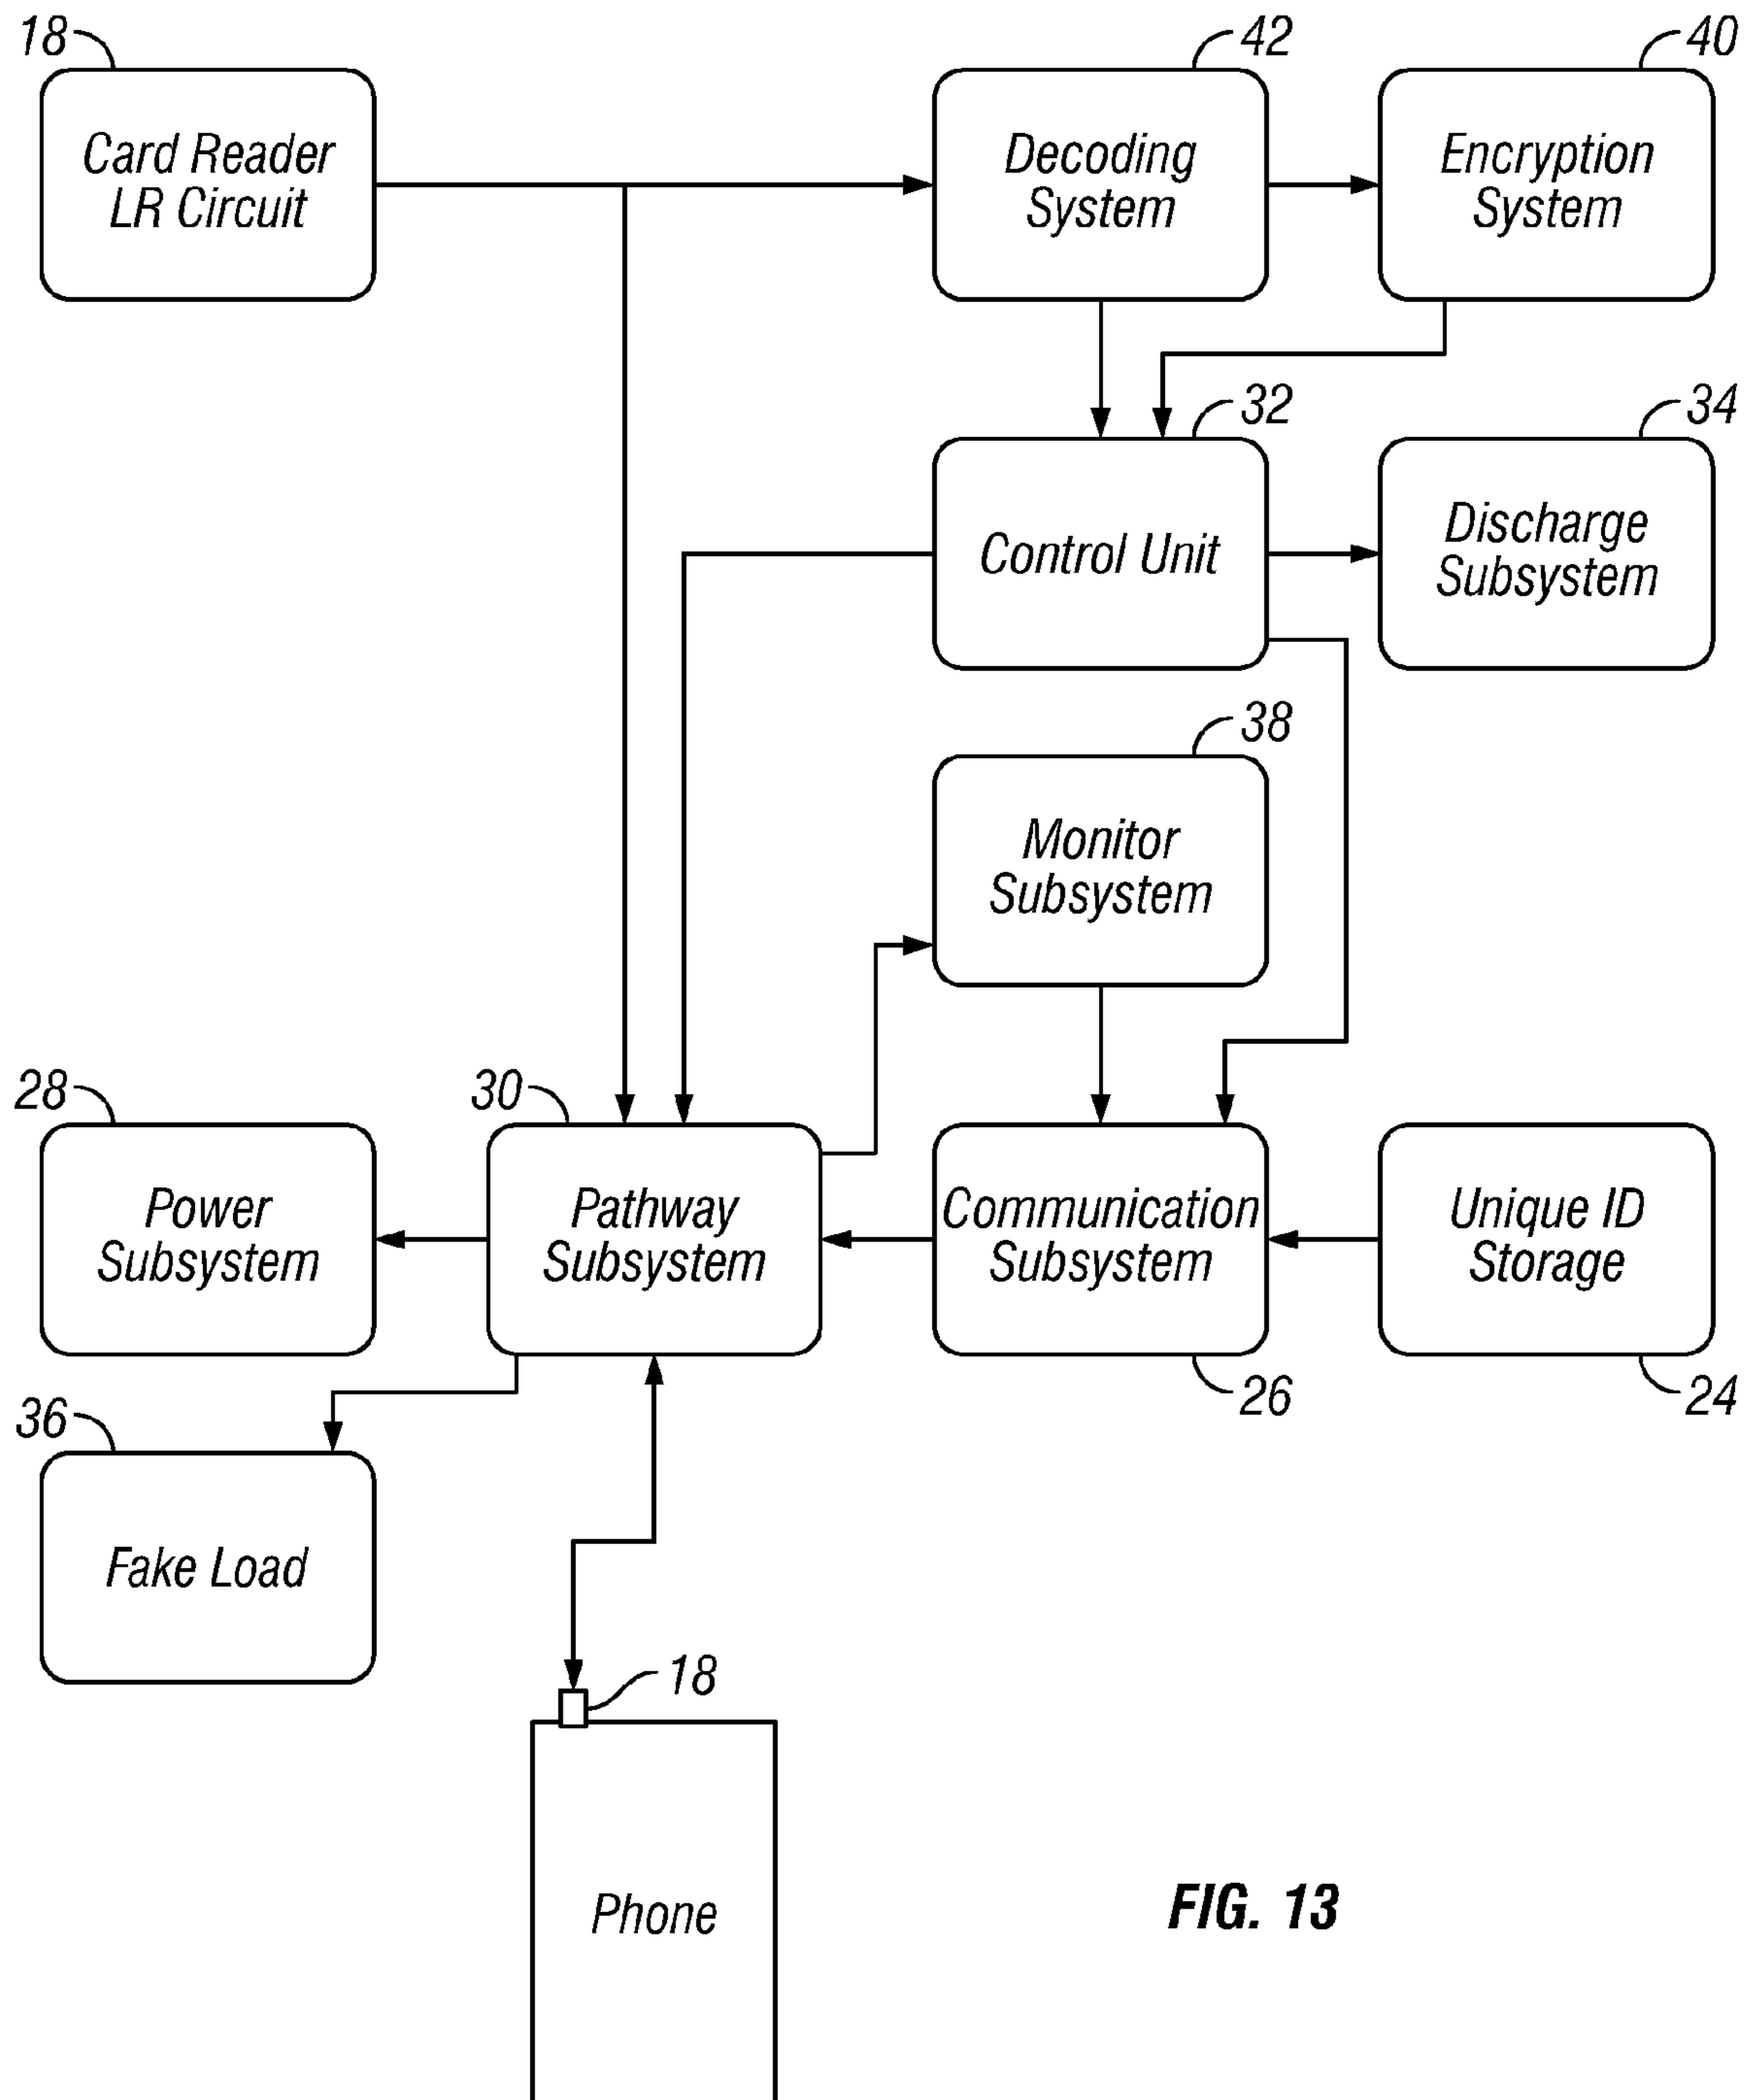 18
42
40
Card Reader
LR Circuit
Decoding
System
Encryption
System
32
34
Control Unit
Discharge
Subsystem
38
Monitor
Subsystem
28
30
Power
Subsystem
Pathway
Subsystem
Communication
Subsystem
Unique ID
Storage
26
24
36
Fake Load
18
Phone
FIG. 13